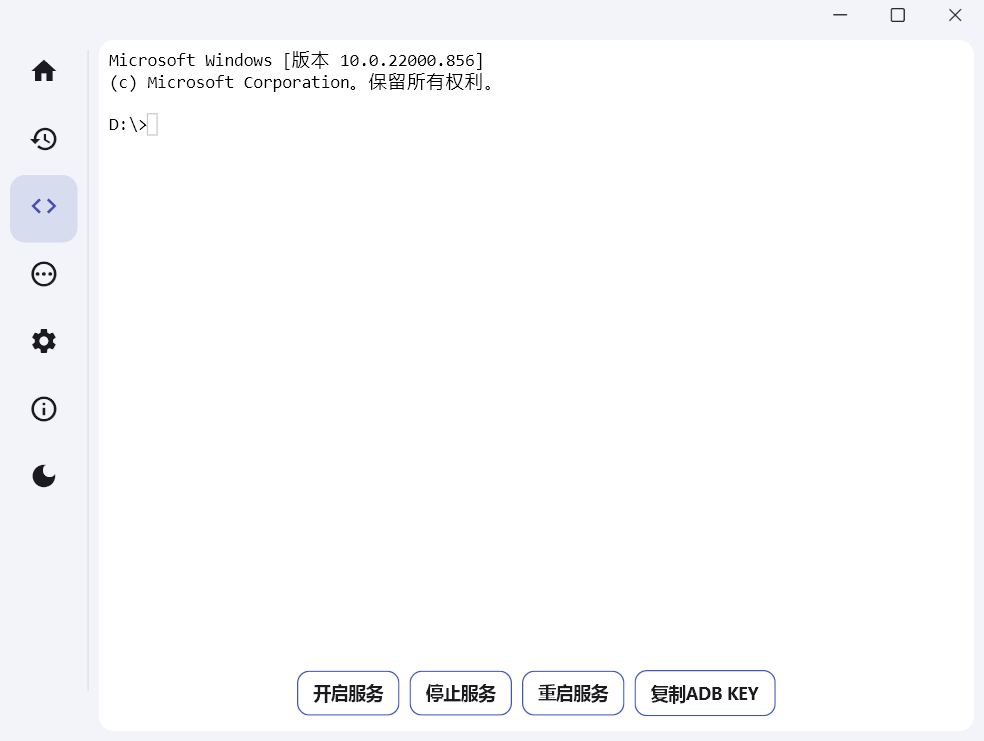 Microsoft Windows [版本 10.0.22000.856]
(c) Microsoft Corporation。保留所有权利。
D:\>
开启服务
停止服务
重启服务
复制ADB KEY